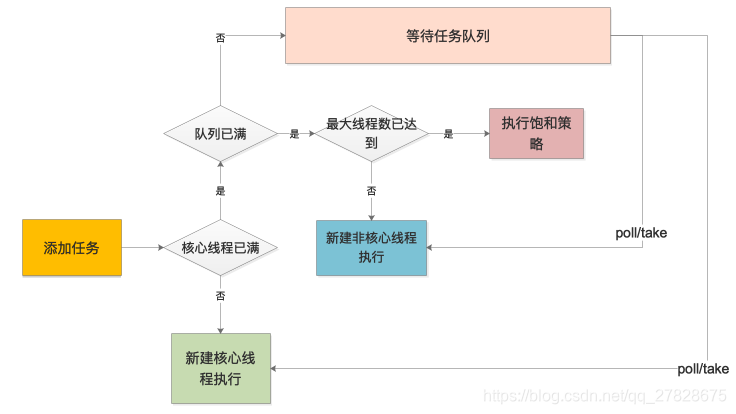 否
等待任务队列
队列已满
是
最大线程数已达
到
是
执行饱和策
略
是
否
添加任务
核心线程已满
新建非核心线程
执行
poll/take
否
新建核心线
程执行
poll/take
https://blog.csdn.net/qq_27828675